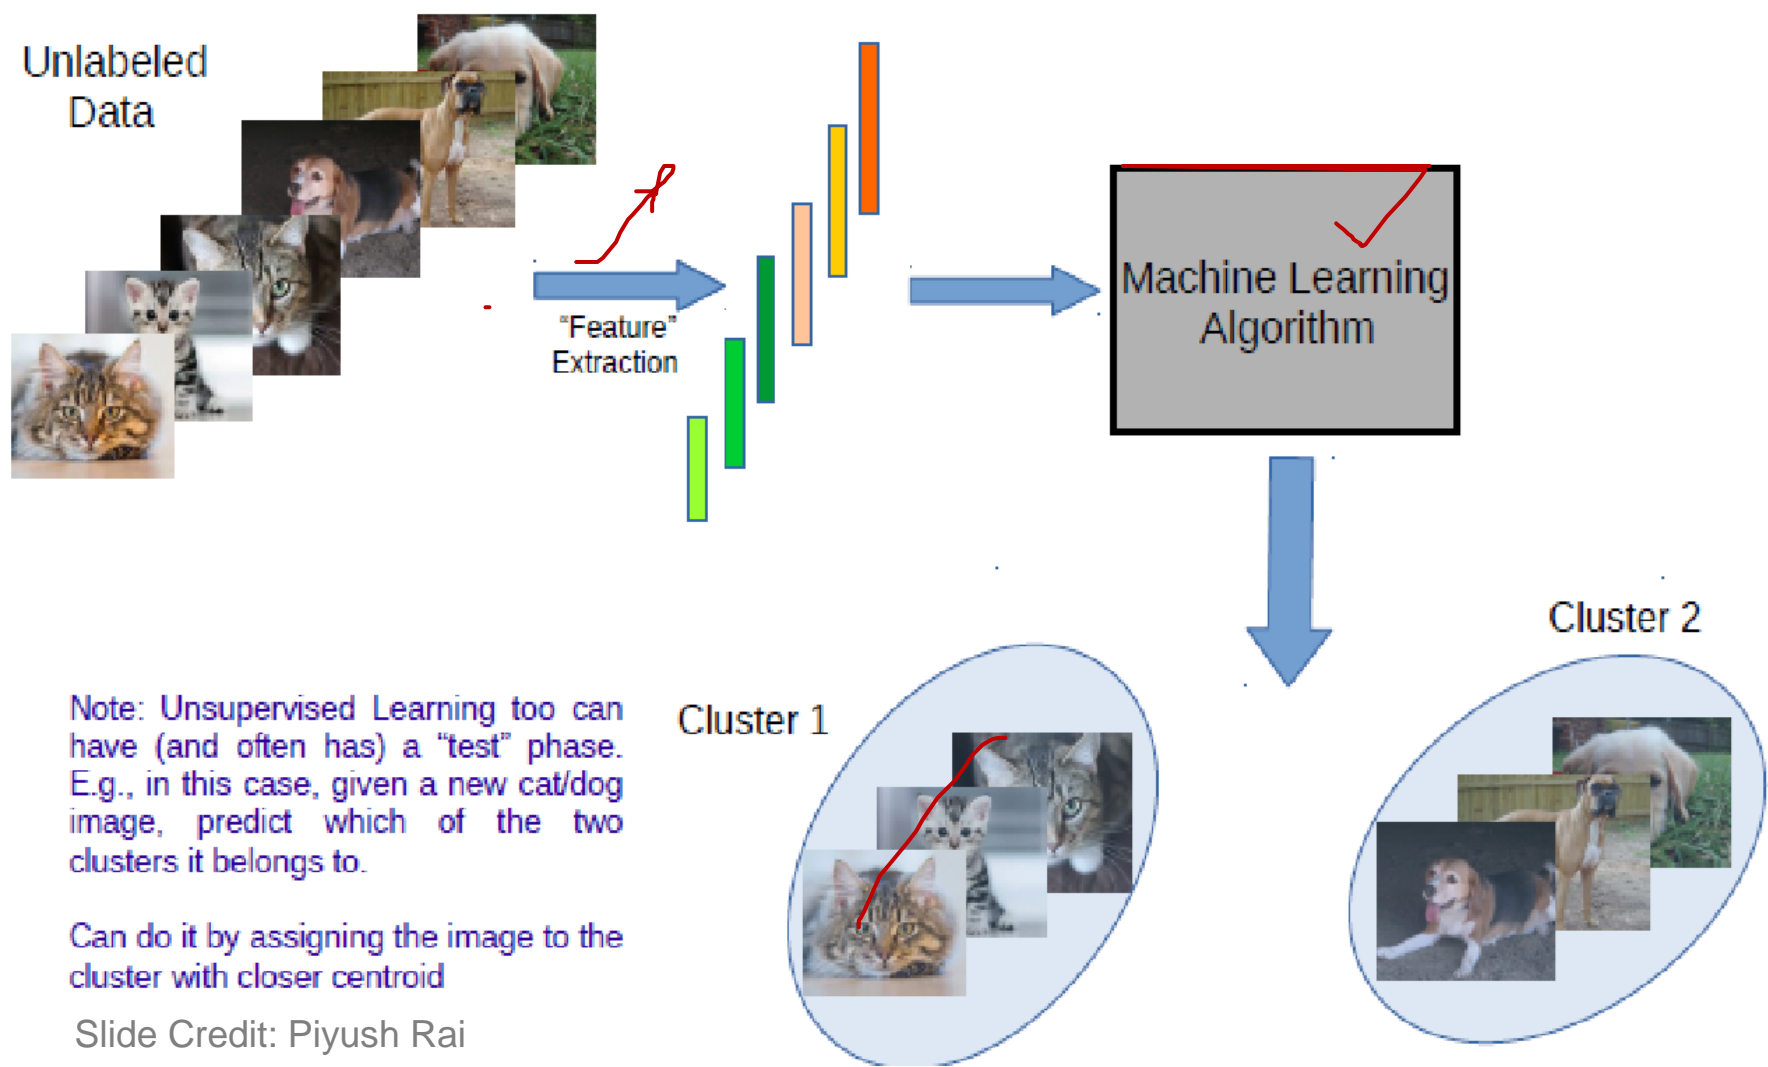 Unlabeled
Data
“Feature”
Extraction
Machine Learning
Algorithm
Cluster 1
Cluster 2
Note: Unsupervised Learning too can
have (and often has) a “test” phase.
E.g., in this case, given a new cat/dog
image, predict which of the two
clusters it belongs to.
Can do it by assigning the image to the
cluster with closer centroid
Slide Credit: Piyush Rai